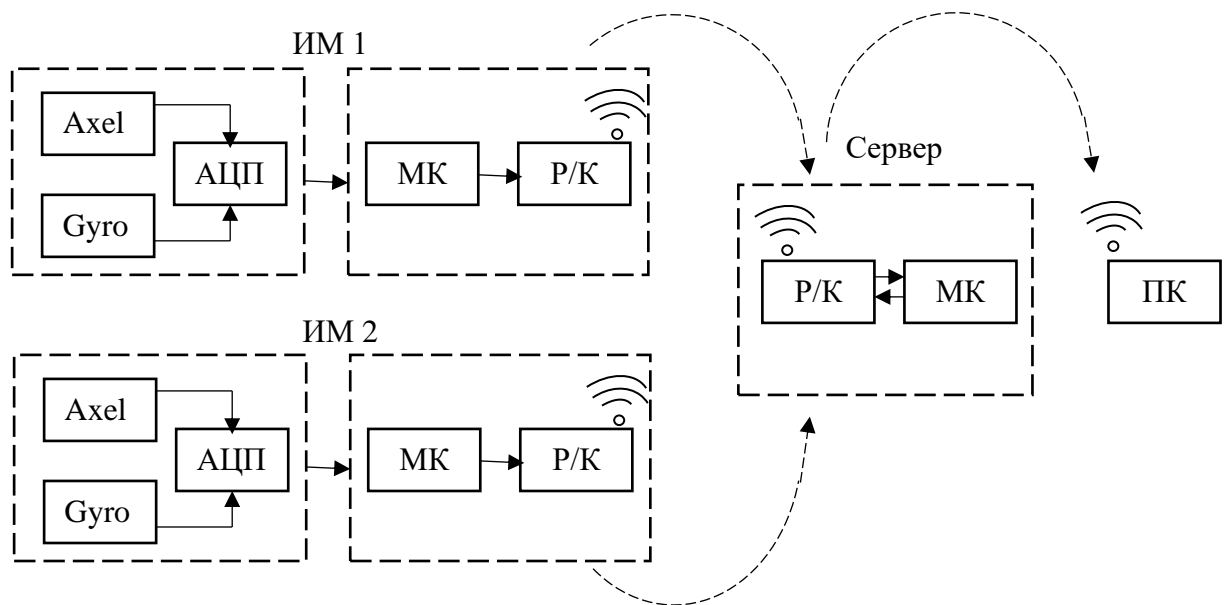 ИМ 1
Axel
Gyro
АЦП
МК
Р/К
ИМ 2
Axel
Gyro
АЦП
МК
Р/К
Сервер
Р/К
МК
ПК